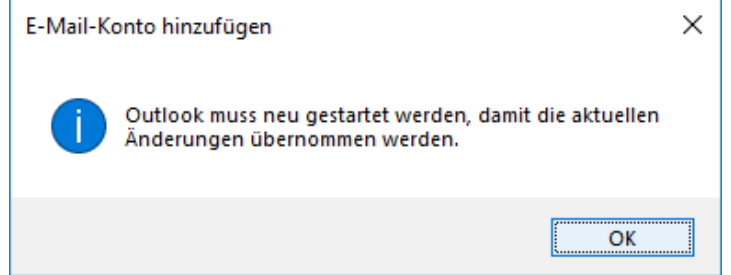 E-Mail-Konto hinzufügen
Outlook muss neu gestartet werden, damit die aktuellen
Änderungen übernommen werden.
OK